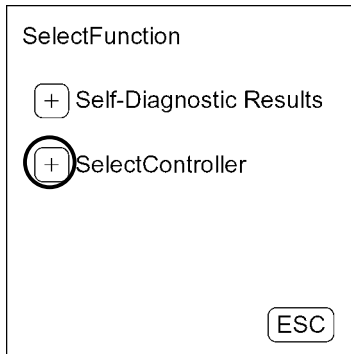 SelectFunction
+ Self-Diagnostic Results
+ SelectController
ESC